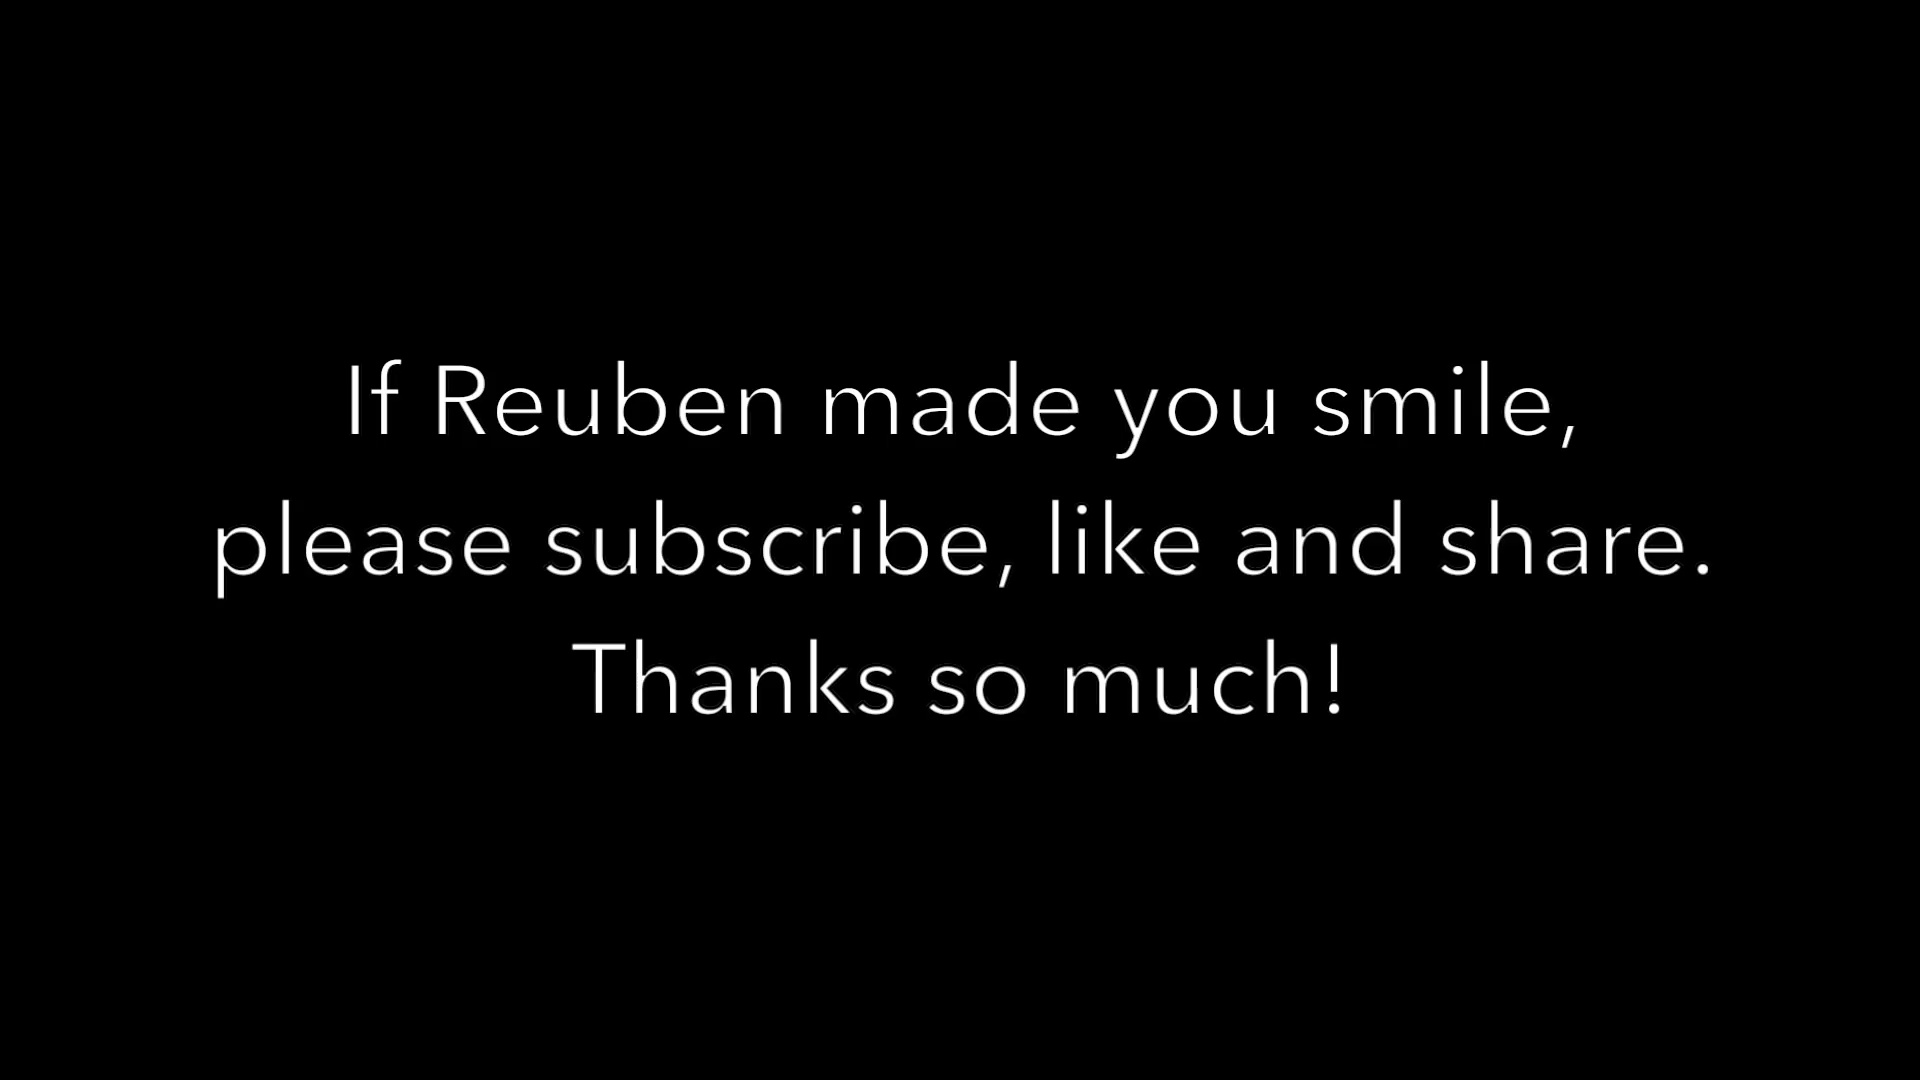 If Reuben made you smile,
please subscribe, like and share.
Thanks so much!